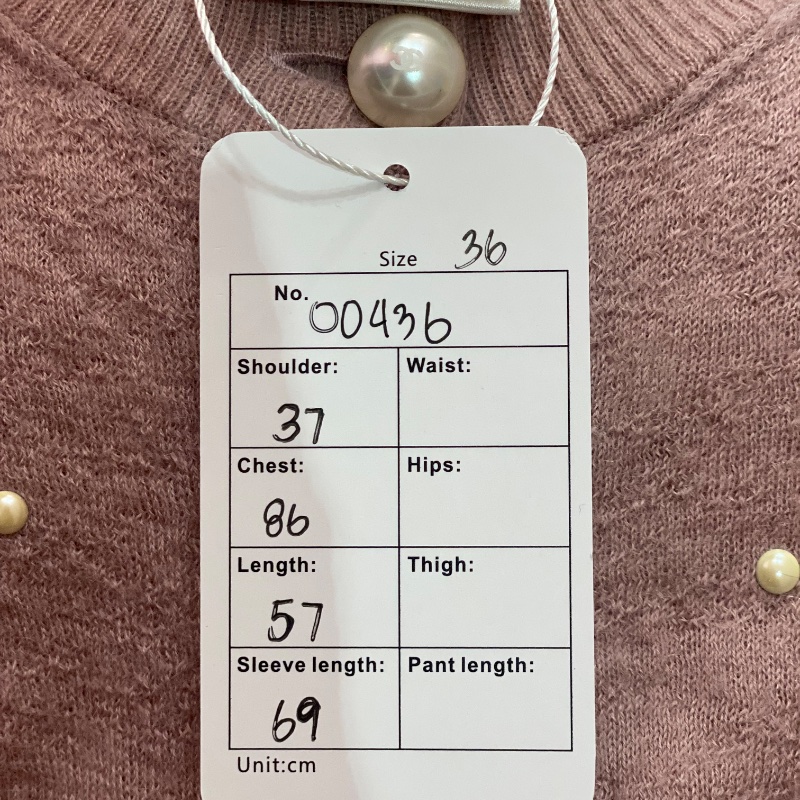 Size 36
No. 00436
Shoulder: Waist:
37
Chest: Hips:
86
Length: Thigh:
57
Sleeve length: Pant length:
69
Unit:cm